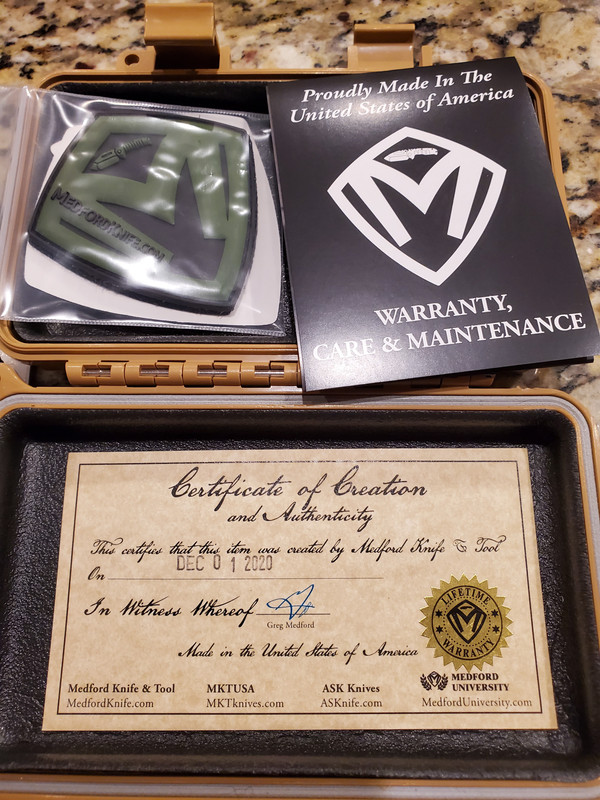 MEDFORDKNIFE.COM
Proudly Made In The
United States of America
WARRANTY,
CARE & MAINTENANCE
Certificate of Creation
and Authenticity
This certifies that this item was created by Medford Knife & Tool
On DEC 0 1 2020
In Witness Whereof
Greg Medford
Made in the United States of America
LIFETIME
WARRANTY
MEDFORD
UNIVERSITY
Medford Knife & Tool MKTUSA ASK Knives
MedfordKnife.com MKTknives.com ASKnife.com MedfordUniversity.com